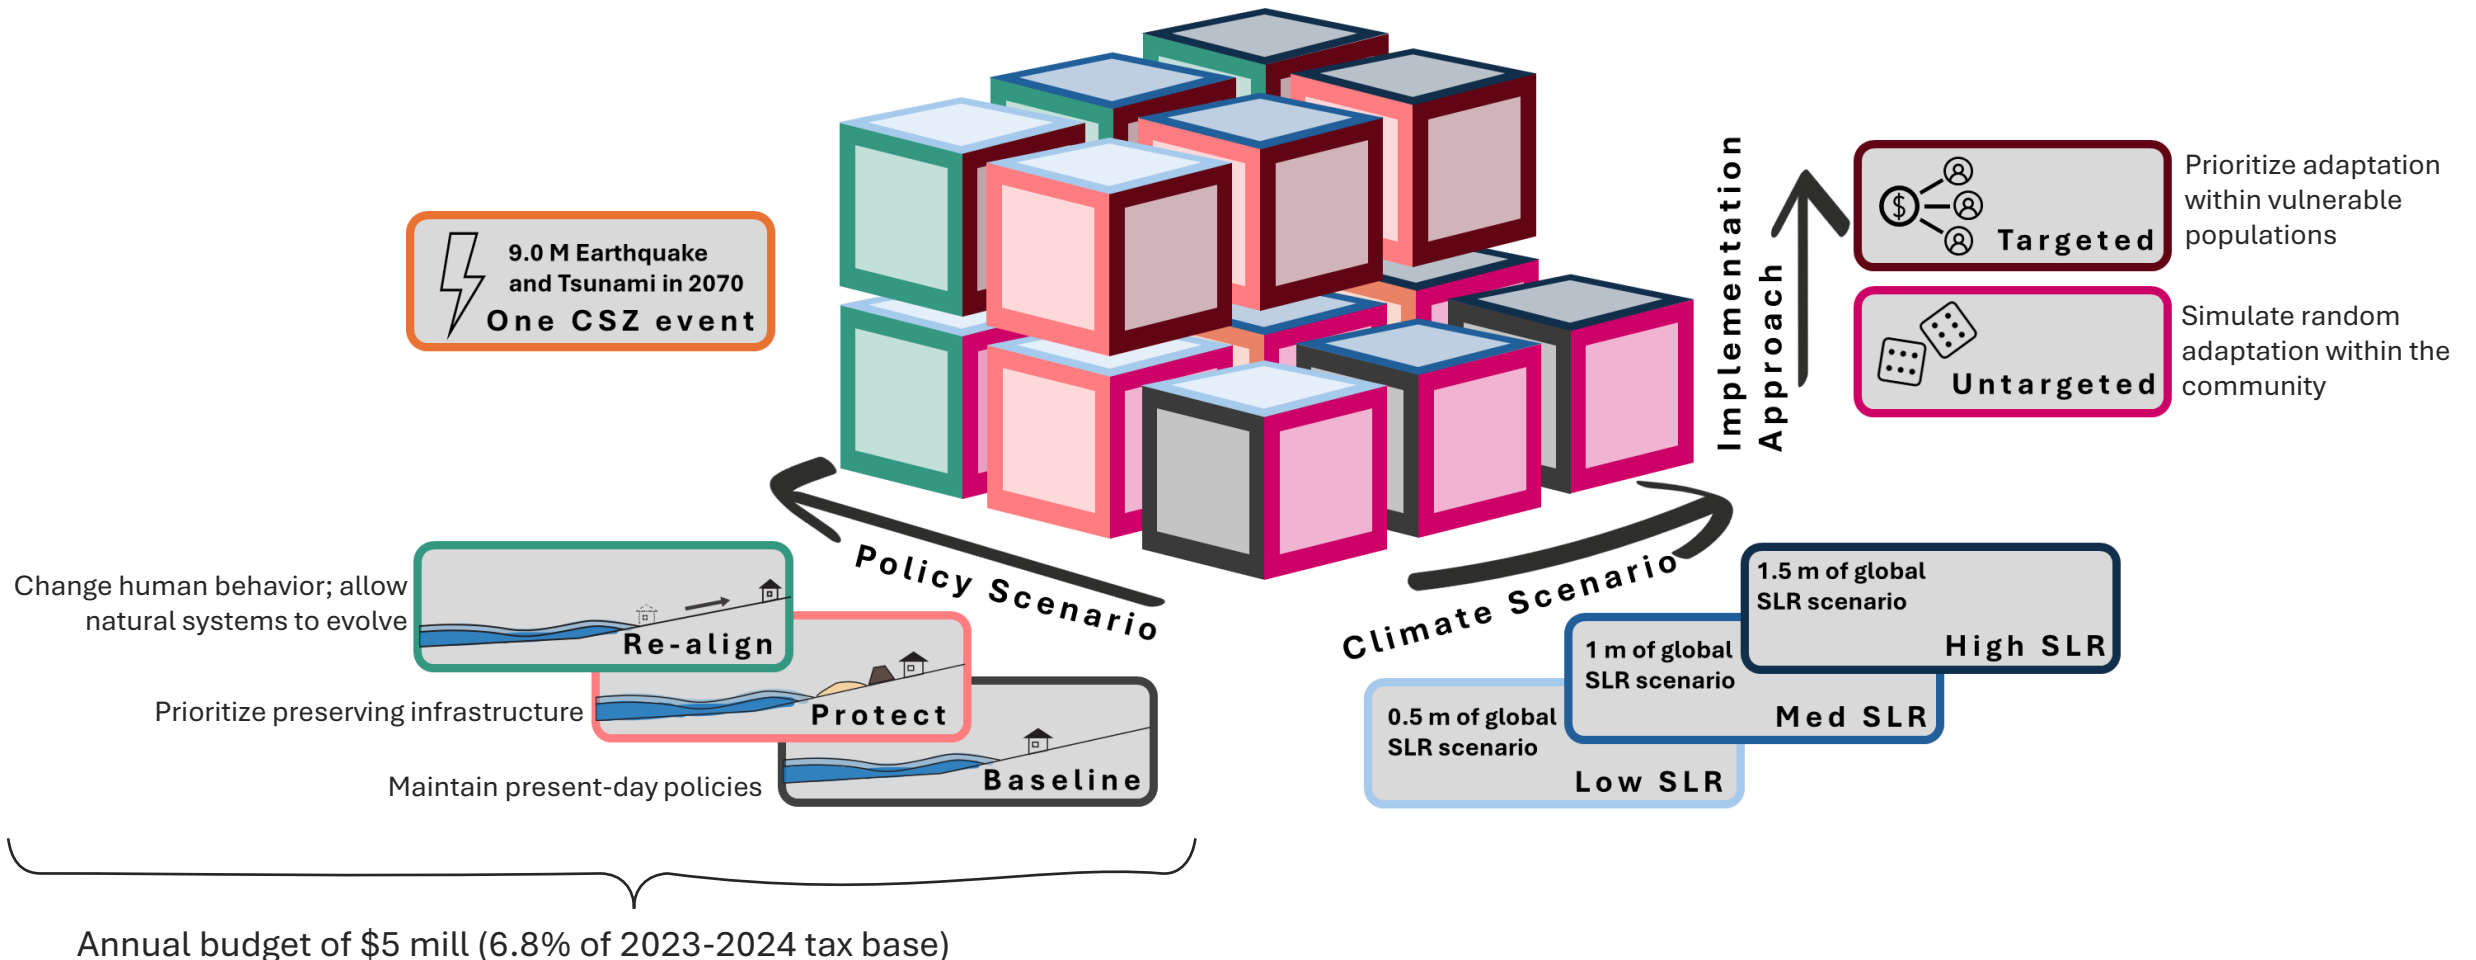 9.0 M Earthquake
and Tsunami in 2070
One CSZ event
Implementation
Approach
Targeted
Prioritize adaptation
within vulnerable
populations
Untargeted
Simulate random
adaptation within the
community
Policy Scenario
Climate Scenario
Change human behavior; allow
natural systems to evolve
Re-align
Prioritize preserving infrastructure
Protect
Maintain present-day policies
Baseline
1.5 m of global
SLR scenario
High SLR
1 m of global
SLR scenario
Med SLR
0.5 m of global
SLR scenario
Low SLR
Annual budget of $5 mill (6.8% of 2023-2024 tax base)